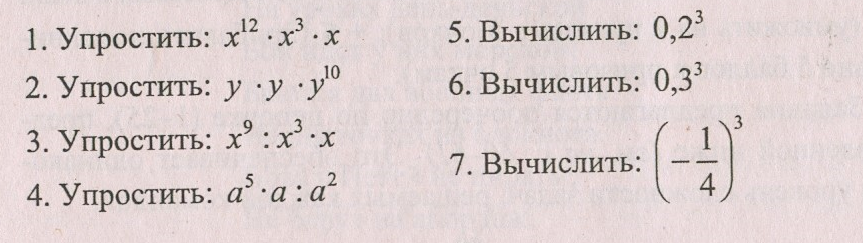 1. Упростить: x¹² · x³ · x
2. Упростить: y · y · y¹⁰
3. Упростить: x⁹ : x³ · x
4. Упростить: a⁵ · a : a²
5. Вычислить: 0,2³
6. Вычислить: 0,3³
7. Вычислить: (−1/4)³